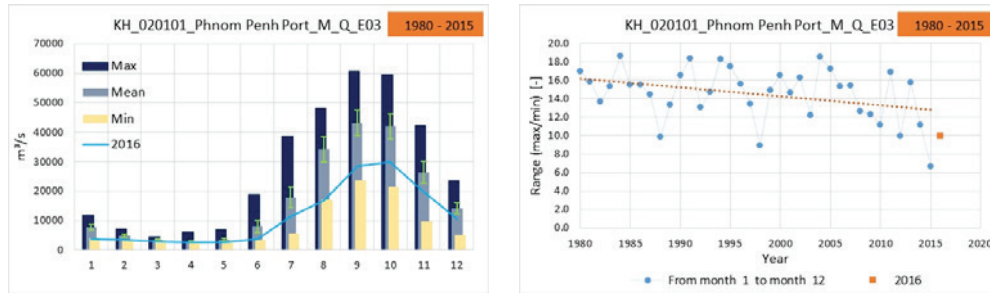 KH_020101_Phnom Penh Port_M_Q_E03
1980 - 2015
70000
60000
50000
40000
30000
20000
10000
0
m³/s
Max
Mean
Min
2016
1 2 3 4 5 6 7 8 9 10 11 12
KH_020101_Phnom Penh Port_M_Q_E03
1980 - 2015
20.0
18.0
16.0
14.0
12.0
10.0
8.0
6.0
4.0
2.0
0.0
Range (max/min) [-]
1980 1985 1990 1995 2000 2005 2010 2015 2020
Year
From month 1 to month 12
2016